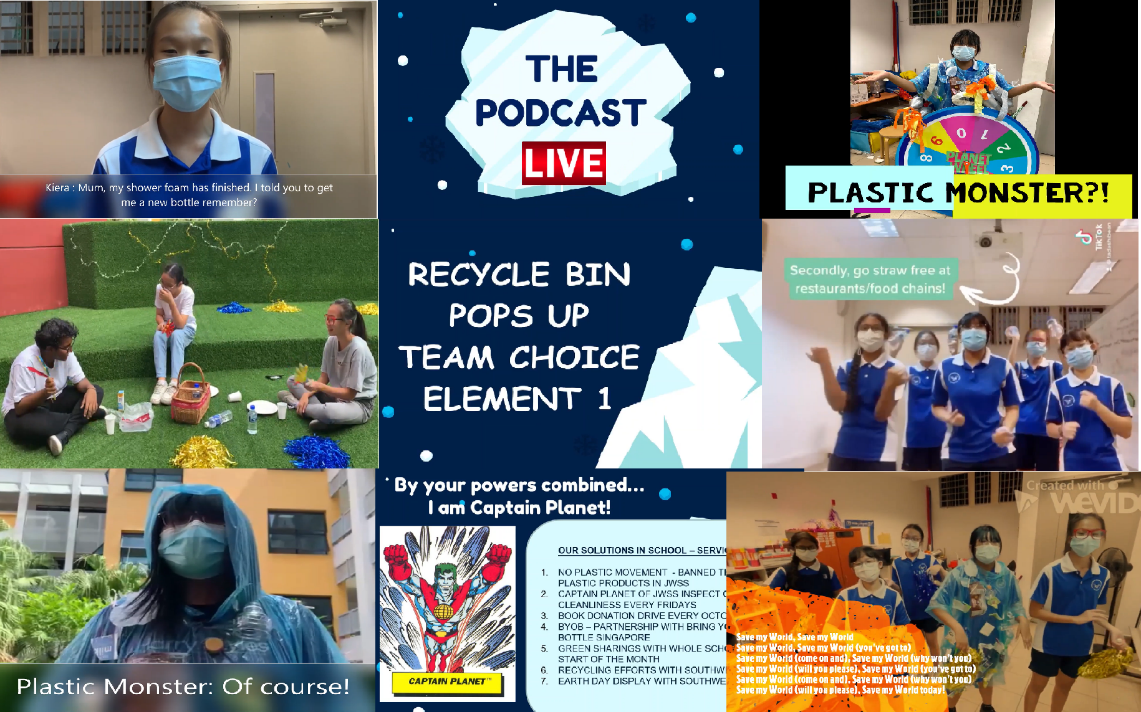 Kiera : Mum, my shower foam has finished. I told you to get
me a new bottle remember?
THE
PODCAST
LIVE
PLANET
WHEEL
8
6
0
1
2
3
PLASTIC MONSTER?!
RECYCLE BIN
POPS UP
TEAM CHOICE
ELEMENT 1
TikTok
Secondly, go straw free at
restaurants/food chains!
Plastic Monster: Of course!
By your powers combined...
I am Captain Planet!
CAPTAIN PLANET™
OUR SOLUTIONS IN SCHOOL – SERVI
1. NO PLASTIC MOVEMENT - BANNED T
PLASTIC PRODUCTS IN JWSS
2. CAPTAIN PLANET OF JWSS INSPECT
CLEANLINESS EVERY FRIDAYS
3. BOOK DONATION DRIVE EVERY OCTO
4. BYOB – PARTNERSHIP WITH BRING Y
BOTTLE SINGAPORE
5. GREEN SHARINGS WITH WHOLE SCH
START OF THE MONTH
6. RECYCLING EFFORTS WITH SOUTHW
7. EARTH DAY DISPLAY WITH SOUTHWE
Created with
WEVID
Save my World, Save my World
Save my World, Save my World (you've got to)
Save my World (come on and), Save my World (why won't you)
Save my World (will you please), Save my World (you've got to)
Save my World (come on and), Save my World (why won't you)
Save my World (will you please), Save my World today!